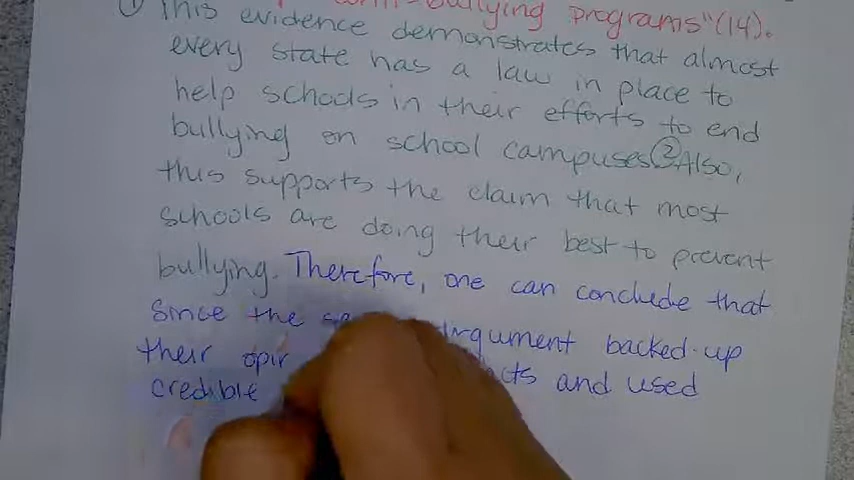 anti-bullying programs" (14).
① This evidence demonstrates that almost
every state has a law in place to
help schools in their efforts to end
bullying on school campuses ② Also,
this supports the claim that most
schools are doing their best to prevent
bullying. Therefore, one can conclude that
since the argument backed-up
their and used
credible